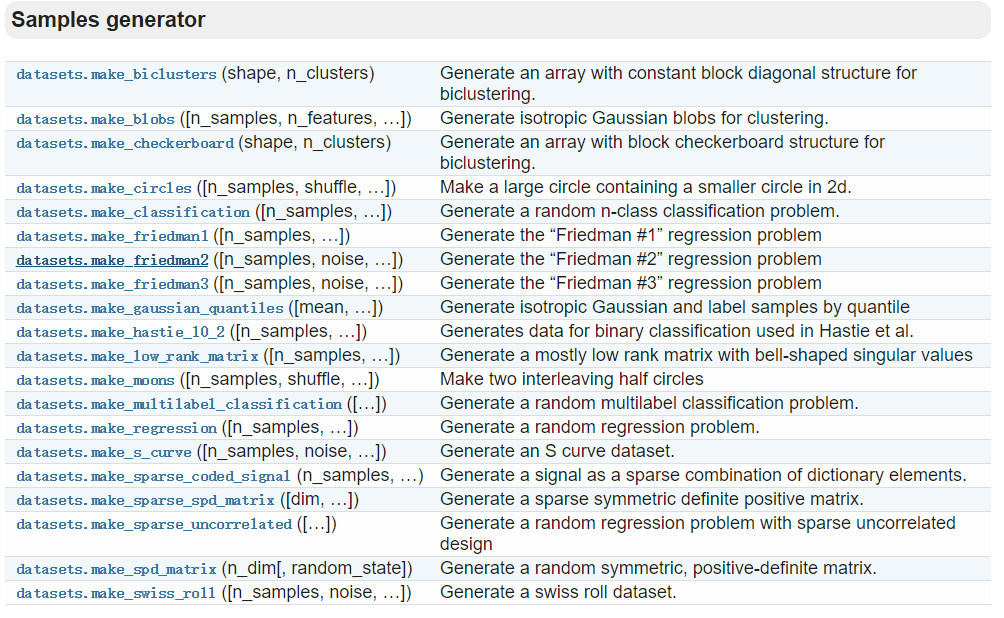 Samples generator
datasets.make_biclusters (shape, n_clusters) Generate an array with constant block diagonal structure for
biclustering.
datasets.make_blobs ([n_samples, n_features, …]) Generate isotropic Gaussian blobs for clustering.
datasets.make_checkerboard (shape, n_clusters) Generate an array with block checkerboard structure for
biclustering.
datasets.make_circles ([n_samples, shuffle, …]) Make a large circle containing a smaller circle in 2d.
datasets.make_classification ([n_samples, …]) Generate a random n-class classification problem.
datasets.make_friedman1 ([n_samples, …]) Generate the “Friedman #1” regression problem
datasets.make_friedman2 ([n_samples, noise, …]) Generate the “Friedman #2” regression problem
datasets.make_friedman3 ([n_samples, noise, …]) Generate the “Friedman #3” regression problem
datasets.make_gaussian_quantiles ([mean, …]) Generate isotropic Gaussian and label samples by quantile
datasets.make_hastie_10_2 ([n_samples, …]) Generates data for binary classification used in Hastie et al.
datasets.make_low_rank_matrix ([n_samples, …]) Generate a mostly low rank matrix with bell-shaped singular values
datasets.make_moons ([n_samples, shuffle, …]) Make two interleaving half circles
datasets.make_multilabel_classification ([…]) Generate a random multilabel classification problem.
datasets.make_regression ([n_samples, …]) Generate a random regression problem.
datasets.make_s_curve ([n_samples, noise, …]) Generate an S curve dataset.
datasets.make_sparse_coded_signal (n_samples, …) Generate a signal as a sparse combination of dictionary elements.
datasets.make_sparse_spd_matrix ([dim, …]) Generate a sparse symmetric definite positive matrix.
datasets.make_sparse_uncorrelated ([…]) Generate a random regression problem with sparse uncorrelated
design
datasets.make_spd_matrix (n_dim[, random_state]) Generate a random symmetric, positive-definite matrix.
datasets.make_swiss_roll ([n_samples, noise, …]) Generate a swiss roll dataset.